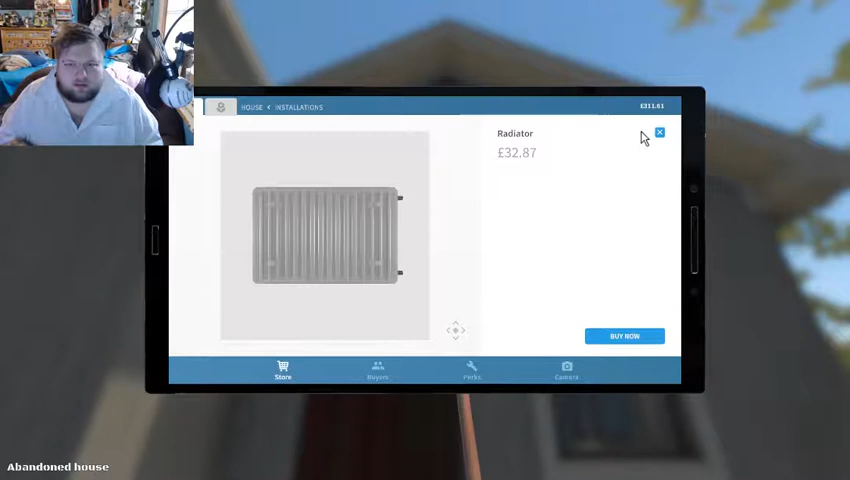 HOUSE < INSTALLATIONS
£311.61
Radiator
£32.87
BUY NOW
Store
Buyers
Perks
Camera
Abandoned house